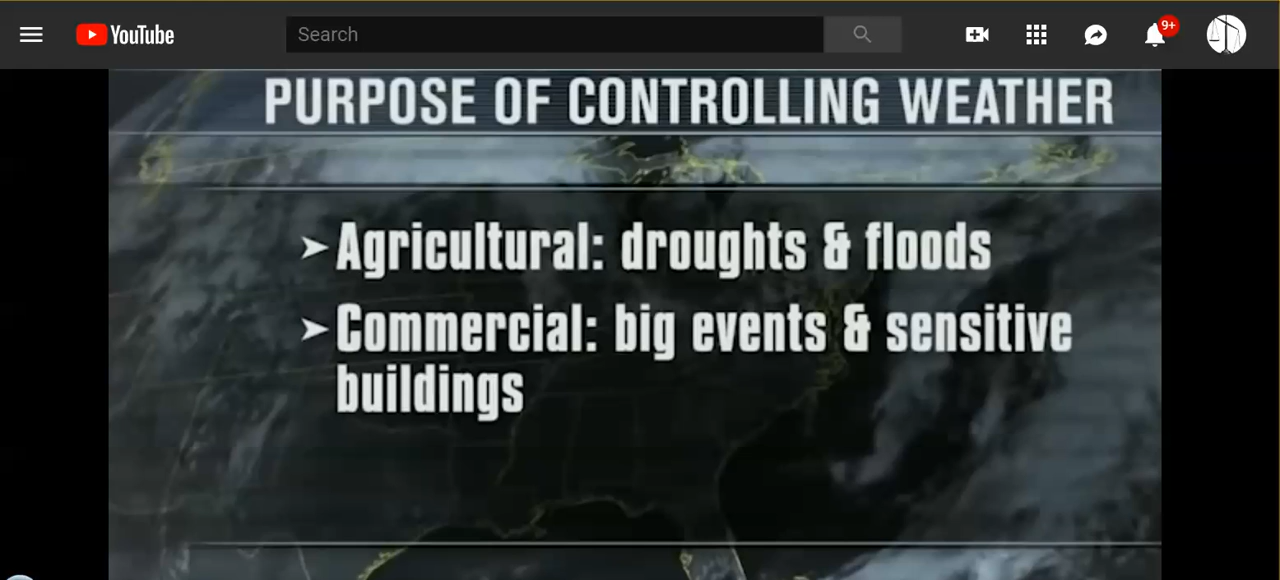 YouTube
Search
9+
PURPOSE OF CONTROLLING WEATHER
➢ Agricultural: droughts & floods
➢ Commercial: big events & sensitive
buildings